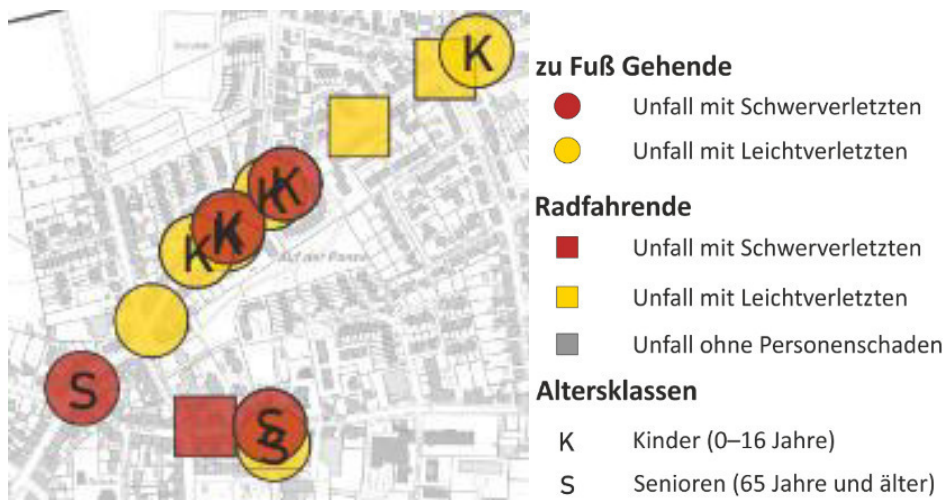 K
K
K
K
K
S
S
S
zu Fuß Gehende
Unfall mit Schwerverletzten
Unfall mit Leichtverletzten
Radfahrende
Unfall mit Schwerverletzten
Unfall mit Leichtverletzten
Unfall ohne Personenschaden
Altersklassen
K Kinder (0–16 Jahre)
S Senioren (65 Jahre und älter)